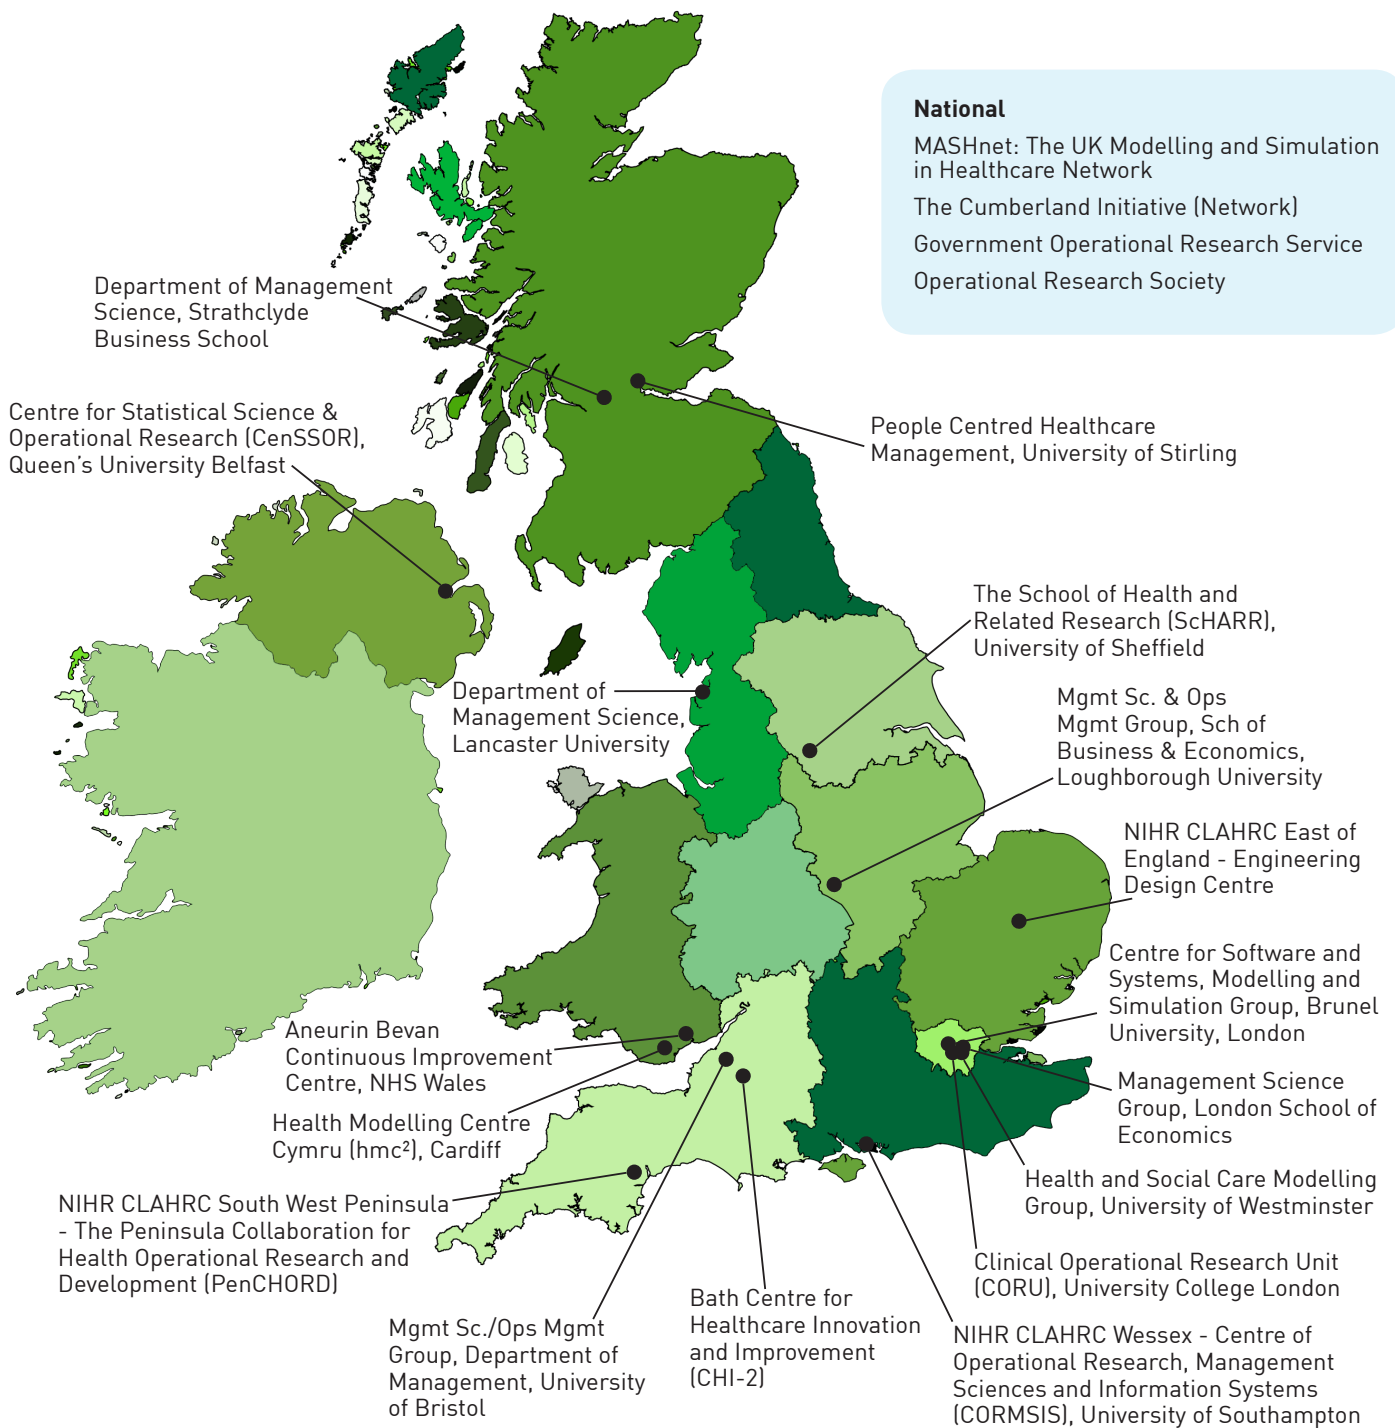 National
MASHnet: The UK Modelling and Simulation
in Healthcare Network
The Cumberland Initiative (Network)
Government Operational Research Service
Operational Research Society
Department of Management
Science, Strathclyde
Business School
Centre for Statistical Science &
Operational Research (CenSSOR),
Queen’s University Belfast
People Centred Healthcare
Management, University of Stirling
The School of Health and
Related Research (ScHARR),
University of Sheffield
Department of
Management Science,
Lancaster University
Mgmt Sc. & Ops
Mgmt Group, Sch of
Business & Economics,
Loughborough University
NIHR CLAHRC East of
England - Engineering
Design Centre
Centre for Software and
Systems, Modelling and
Simulation Group, Brunel
University, London
Aneurin Bevan
Continuous Improvement
Centre, NHS Wales
Management Science
Group, London School of
Economics
Health Modelling Centre
Cymru (hmc²), Cardiff
Health and Social Care Modelling
Group, University of Westminster
NIHR CLAHRC South West Peninsula
- The Peninsula Collaboration for
Health Operational Research and
Development (PenCHORD)
Clinical Operational Research Unit
(CORU), University College London
Bath Centre for
Healthcare Innovation
and Improvement
(CHI-2)
Mgmt Sc./Ops Mgmt
Group, Department of
Management, University
of Bristol
NIHR CLAHRC Wessex - Centre of
Operational Research, Management
Sciences and Information Systems
(CORMSIS), University of Southampton